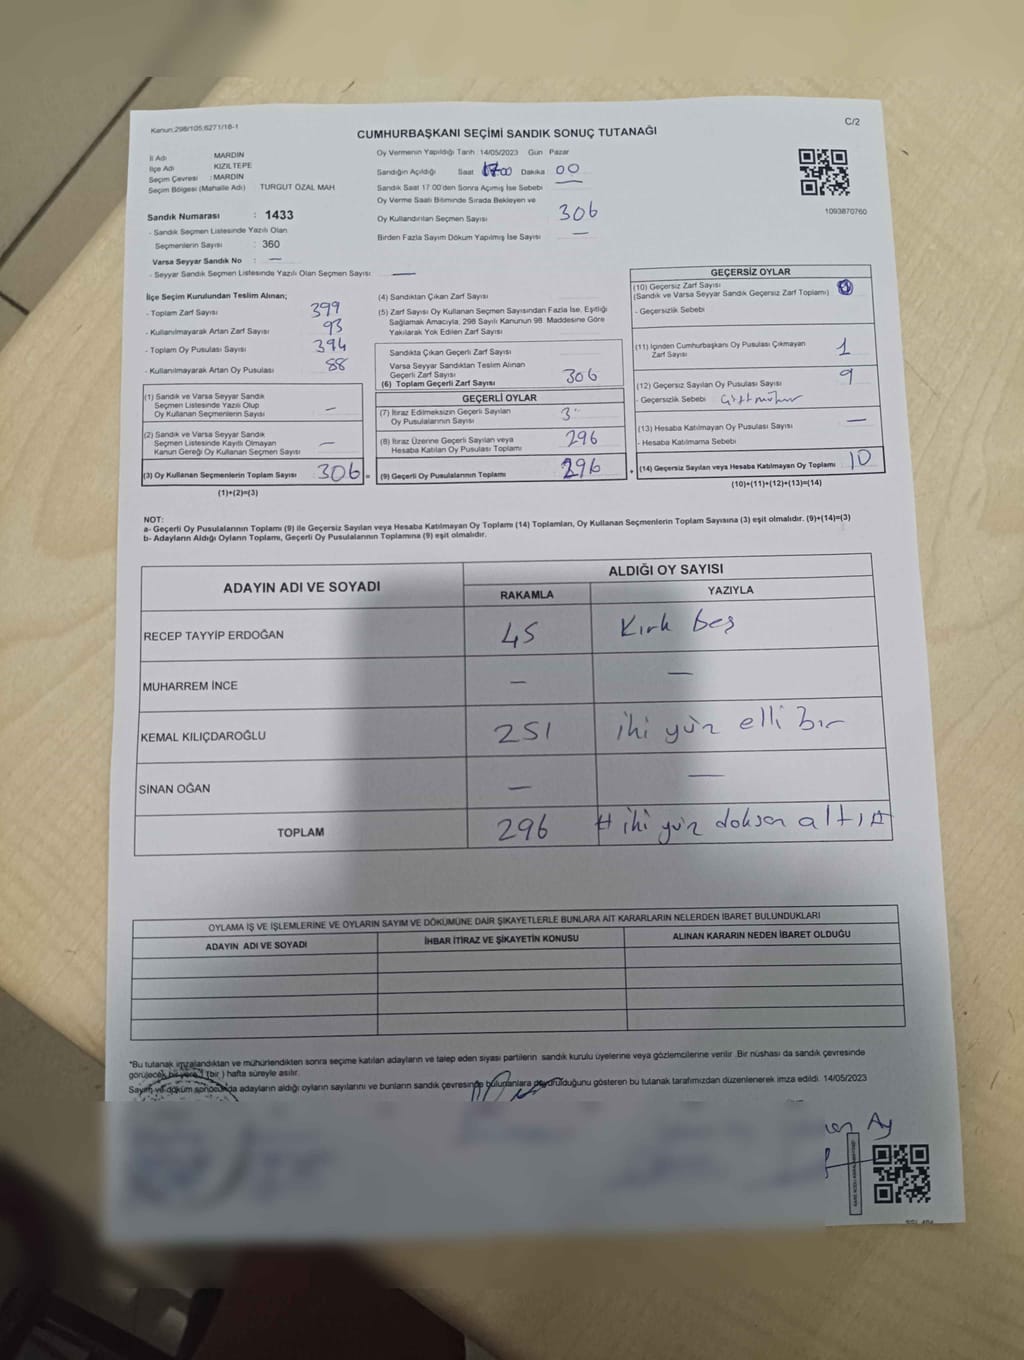 Kanun:298/105;6271/16-1
C/2
CUMHURBAŞKANI SEÇİMİ SANDIK SONUÇ TUTANAĞI
İl Adı MARDİN
İlçe Adı KIZILTEPE
Seçim Çevresi : MARDİN
Seçim Bölgesi (Mahalle Adı) TURGUT ÖZAL MAH
Sandık Numarası : 1433
- Sandık Seçmen Listesinde Yazılı Olan
Seçmenlerin Sayısı : 360
Varsa Seyyar Sandık No : —
- Seyyar Sandık Seçmen Listesinde Yazılı Olan Seçmen Sayısı: —
Oy Vermenin Yapıldığı Tarih 14/05/2023 Gün Pazar
Sandığın Açıldığı Saat 17:00 Dakika 00
Sandık Saat 17.00'den Sonra Açımış İse Sebebi
Oy Verme Saati Bitiminde Sırada Bekleyen ve
Oy Kullandırılan Seçmen Sayısı 306
Birden Fazla Sayım Döküm Yapılmış İse Sayısı —
1093870760
İlçe Seçim Kurulundan Teslim Alınan;
- Toplam Zarf Sayısı 399
- Kullanılmayarak Artan Zarf Sayısı 93
- Toplam Oy Pusulası Sayısı 394
- Kullanılmayarak Artan Oy Pusulası 88
(1) Sandık ve Varsa Seyyar Sandık
Seçmen Listesinde Yazılı Olup
Oy Kullanan Seçmenlerin Sayısı —
(2) Sandık ve Varsa Seyyar Sandık
Seçmen Listesinde Kayıtlı Olmayan
Kanun Gereği Oy Kullanan Seçmen Sayısı —
(3) Oy Kullanan Seçmenlerin Toplam Sayısı 306 =
(1)+(2)=(3)
(4) Sandıktan Çıkan Zarf Sayısı
(5) Zarf Sayısı Oy Kullanan Seçmen Sayısından Fazla İse, Eşitliği
Sağlamak Amacıyla; 298 Sayılı Kanunun 98. Maddesine Göre
Yakılarak Yok Edilen Zarf Sayısı
Sandıkta Çıkan Geçerli Zarf Sayısı
Varsa Seyyar Sandıktan Teslim Alınan
Geçerli Zarf Sayısı
(6) Toplam Geçerli Zarf Sayısı 306
GEÇERLİ OYLAR
(7) İtiraz Edilmeksizin Geçerli Sayılan
Oy Pusulalarının Sayısı
(8) İtiraz Üzerine Geçerli Sayılan veya
Hesaba Katılan Oy Pusulası Toplamı 296
(9) Geçerli Oy Pusulalarının Toplamı 296 +
GEÇERSİZ OYLAR
(10) Geçersiz Zarf Sayısı
(Sandık ve Varsa Seyyar Sandık Geçersiz Zarf Toplamı)
- Geçersizlik Sebebi
(11) İçinden Cumhurbaşkanı Oy Pusulası Çıkmayan
Zarf Sayısı 1
(12) Geçersiz Sayılan Oy Pusulası Sayısı 9
- Geçersizlik Sebebi Çift mühür
(13) Hesaba Katılmayan Oy Pusulası Sayısı —
- Hesaba Katılmama Sebebi
(14) Geçersiz Sayılan veya Hesaba Katılmayan Oy Toplamı 10
(10)+(11)+(12)+(13)=(14)
NOT:
a- Geçerli Oy Pusulalarının Toplamı (9) ile Geçersiz Sayılan veya Hesaba Katılmayan Oy Toplamı (14) Toplamları, Oy Kullanan Seçmenlerin Toplam Sayısına (3) eşit olmalıdır. (9)+(14)=(3)
b- Adayların Aldığı Oyların Toplamı, Geçerli Oy Pusulalarının Toplamına (9) eşit olmalıdır.
ADAYIN ADI VE SOYADI
ALDIĞI OY SAYISI
RAKAMLA YAZIYLA
RECEP TAYYİP ERDOĞAN 45 Kırk beş
MUHARREM İNCE — —
KEMAL KILIÇDAROĞLU 251 iki yüz elli bir
SİNAN OĞAN — —
TOPLAM 296 # iki yüz doksan altı #
OYLAMA İŞ VE İŞLEMLERİNE VE OYLARIN SAYIM VE DÖKÜMÜNE DAİR ŞİKAYETLERLE BUNLARA AİT KARARLARIN NELERDEN İBARET BULUNDUKLARI
ADAYIN ADI VE SOYADI İHBAR İTİRAZ VE ŞİKAYETİN KONUSU ALINAN KARARIN NEDEN İBARET OLDUĞU
*Bu tutanak imzalandıktan ve mühürlendikten sonra seçime katılan adayların ve talep eden siyasi partilerin sandık kurulu üyelerine veya gözlemcilerine verilir. Bir nüshası da sandık çevresinde
görülecek bir yere 1 (bir ) hafta süreyle asılır.
Sayım ve döküm sonucunda adayların aldığı oyların sayılarını ve bunların sandık çevresinde bulunanlara duyurulduğunu gösteren bu tutanak tarafımızdan düzenlenerek imza edildi. 14/05/2023
Ay